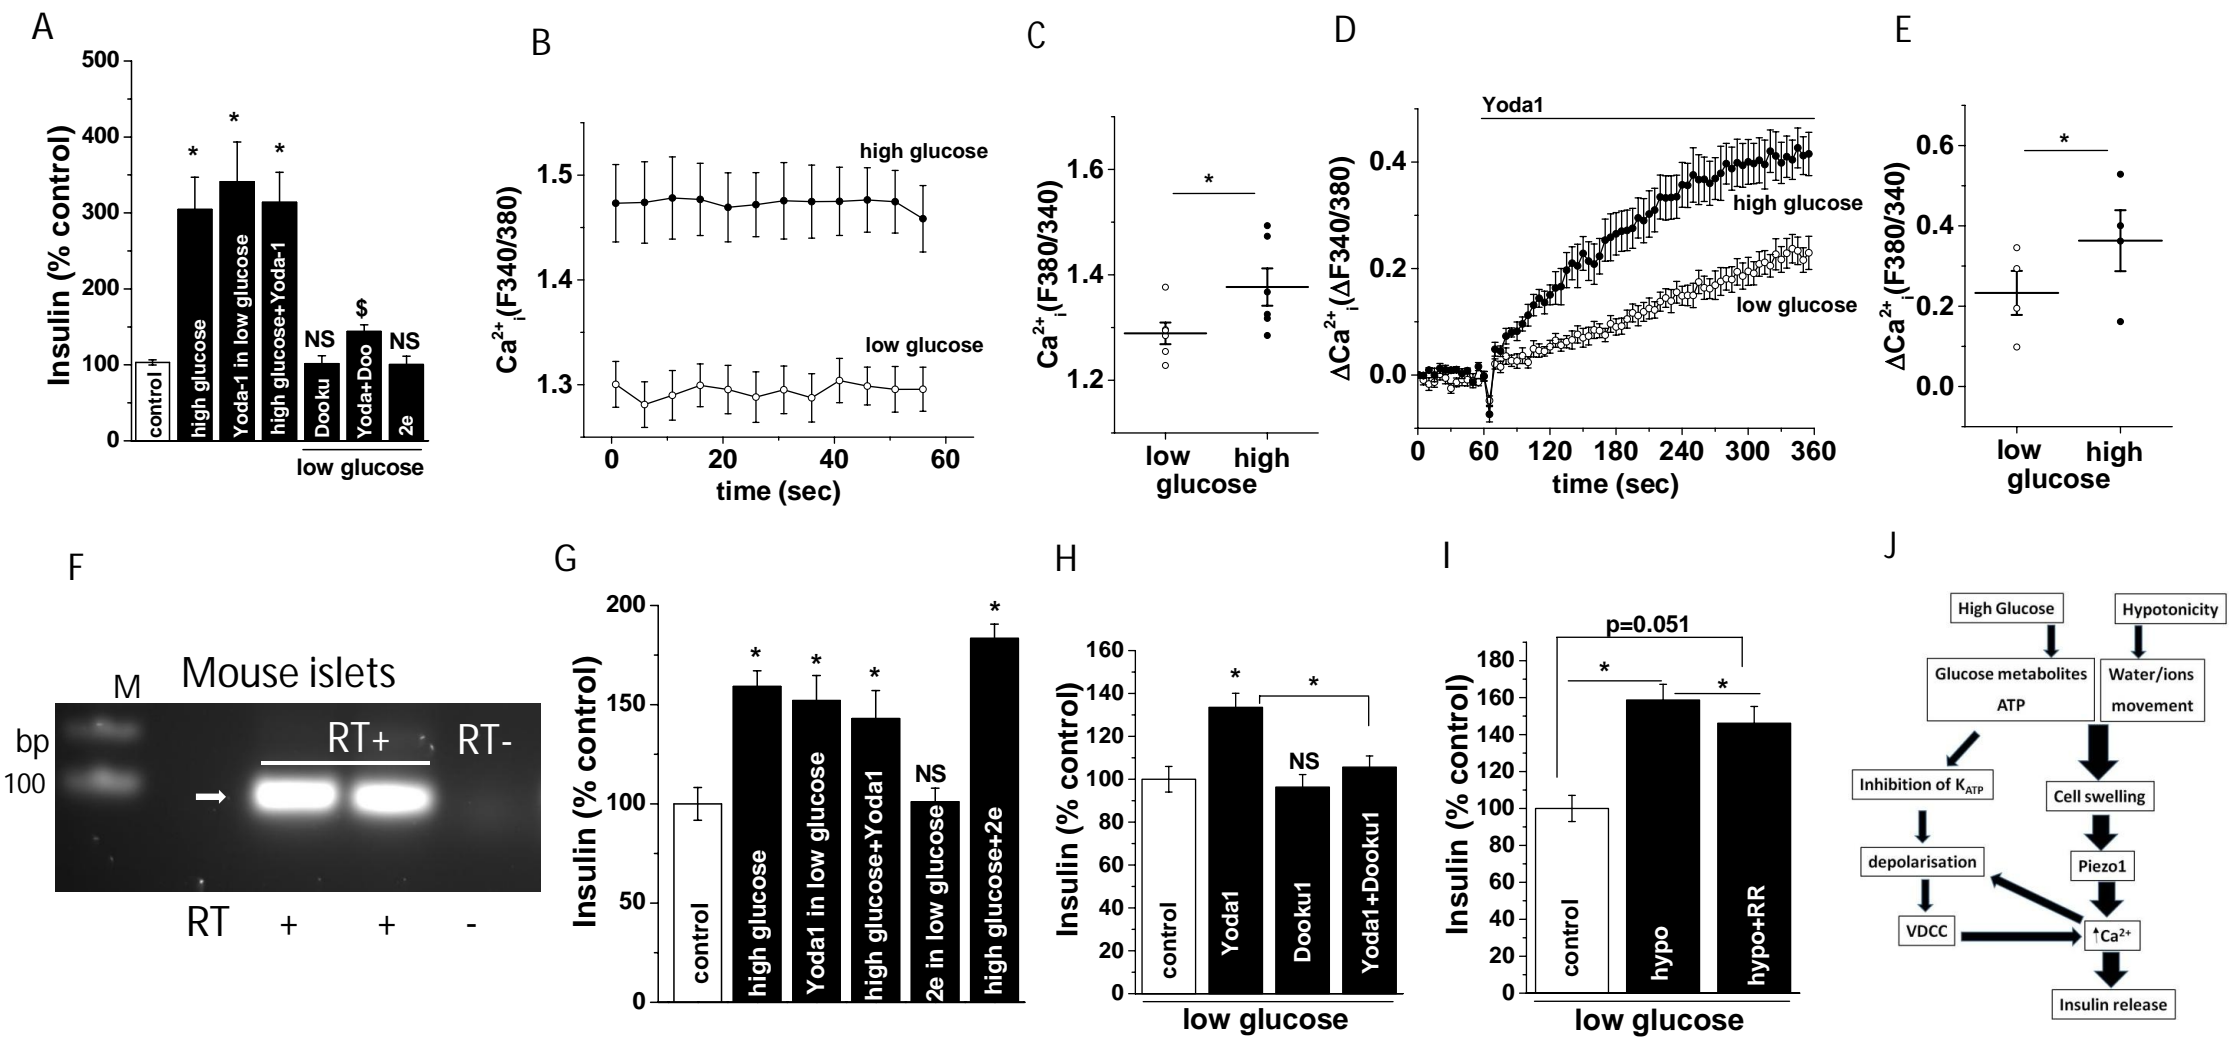 A
500
400
300
200
100
0
Insulin (% control)
*
*
*
NS
$
NS
control
high glucose
Yoda-1 in low glucose
high glucose+Yoda-1
Dooku
Yoda+Doo
2e
low glucose
B
1.5
1.4
1.3
Ca²⁺ᵢ(F340/380)
high glucose
low glucose
0
20
40
60
time (sec)
C
1.6
1.4
1.2
Ca²⁺ᵢ(F380/340)
*
low
high
glucose
D
Yoda1
0.4
0.2
0.0
ΔCa²⁺ᵢ(ΔF340/380)
high glucose
low glucose
0
60
120
180
240
300
360
time (sec)
E
0.6
0.4
0.2
0.0
ΔCa²⁺ᵢ(F380/340)
*
low
high
glucose
F
Mouse islets
M
bp
100
RT+
RT-
RT
+
+
-
G
200
150
100
50
0
Insulin (% control)
*
*
*
NS
*
control
high glucose
Yoda1 in low glucose
high glucose+Yoda1
2e in low glucose
high glucose+2e
H
160
140
120
100
80
60
40
20
0
Insulin (% control)
*
*
NS
control
Yoda1
Dooku1
Yoda1+Dooku1
low glucose
I
180
160
140
120
100
80
60
40
20
0
Insulin (% control)
p=0.051
*
*
control
hypo
hypo+RR
low glucose
J
High Glucose
Hypotonicity
Glucose metabolites
ATP
Water/ions
movement
Inhibition of K_ATP
Cell swelling
depolarisation
Piezo1
VDCC
↑Ca²⁺
Insulin release